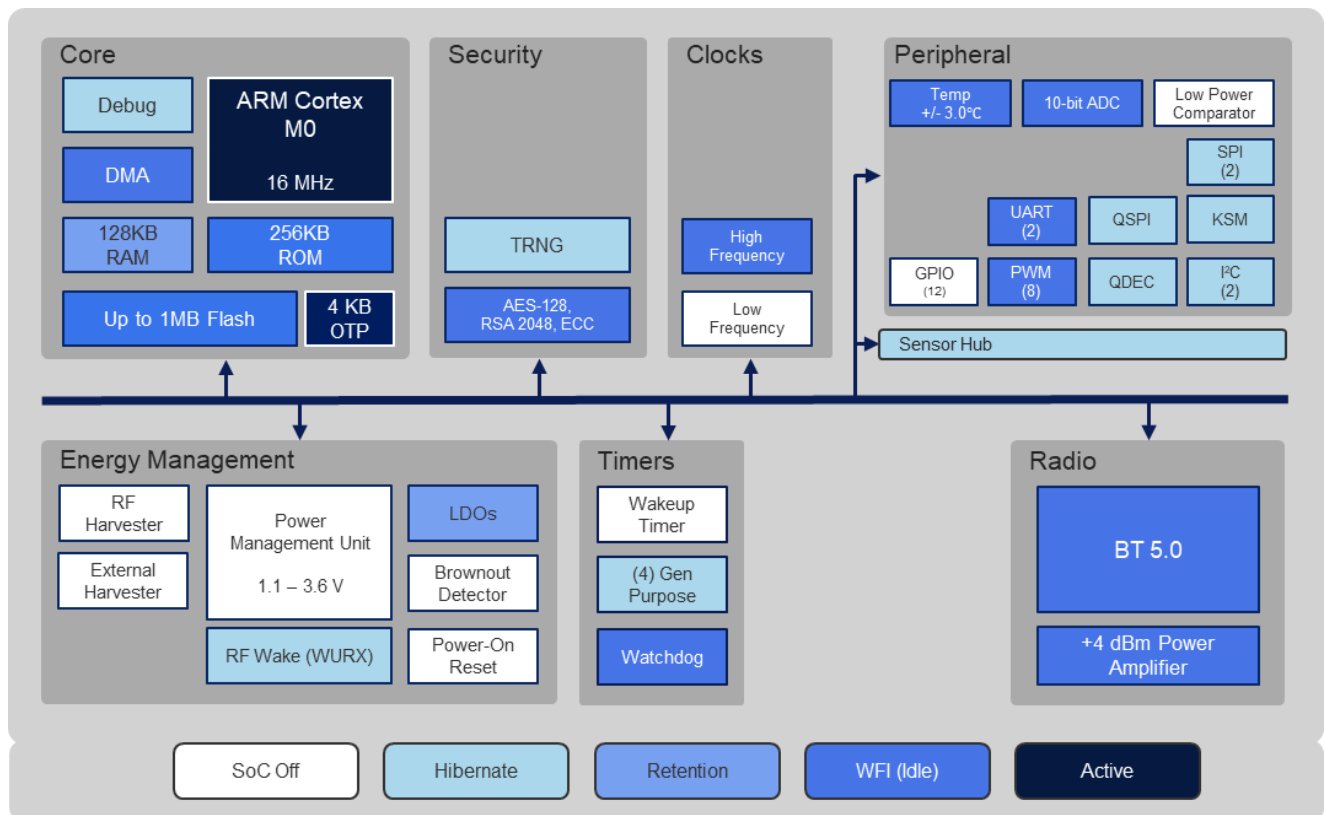 Core
Debug
ARM Cortex
M0
16 MHz
DMA
128KB
RAM
256KB
ROM
Up to 1MB Flash
4 KB
OTP
Security
TRNG
AES-128,
RSA 2048, ECC
Clocks
High
Frequency
Low
Frequency
Peripheral
Temp
+/- 3.0℃
10-bit ADC
Low Power
Comparator
SPI
(2)
UART
(2)
QSPI
KSM
GPIO
(12)
PWM
(8)
QDEC
I²C
(2)
Sensor Hub
Energy Management
RF
Harvester
External
Harvester
Power
Management Unit
1.1 – 3.6 V
RF Wake (WURX)
LDOs
Brownout
Detector
Power-On
Reset
Timers
Wakeup
Timer
(4) Gen
Purpose
Watchdog
Radio
BT 5.0
+4 dBm Power
Amplifier
SoC Off
Hibernate
Retention
WFI (Idle)
Active